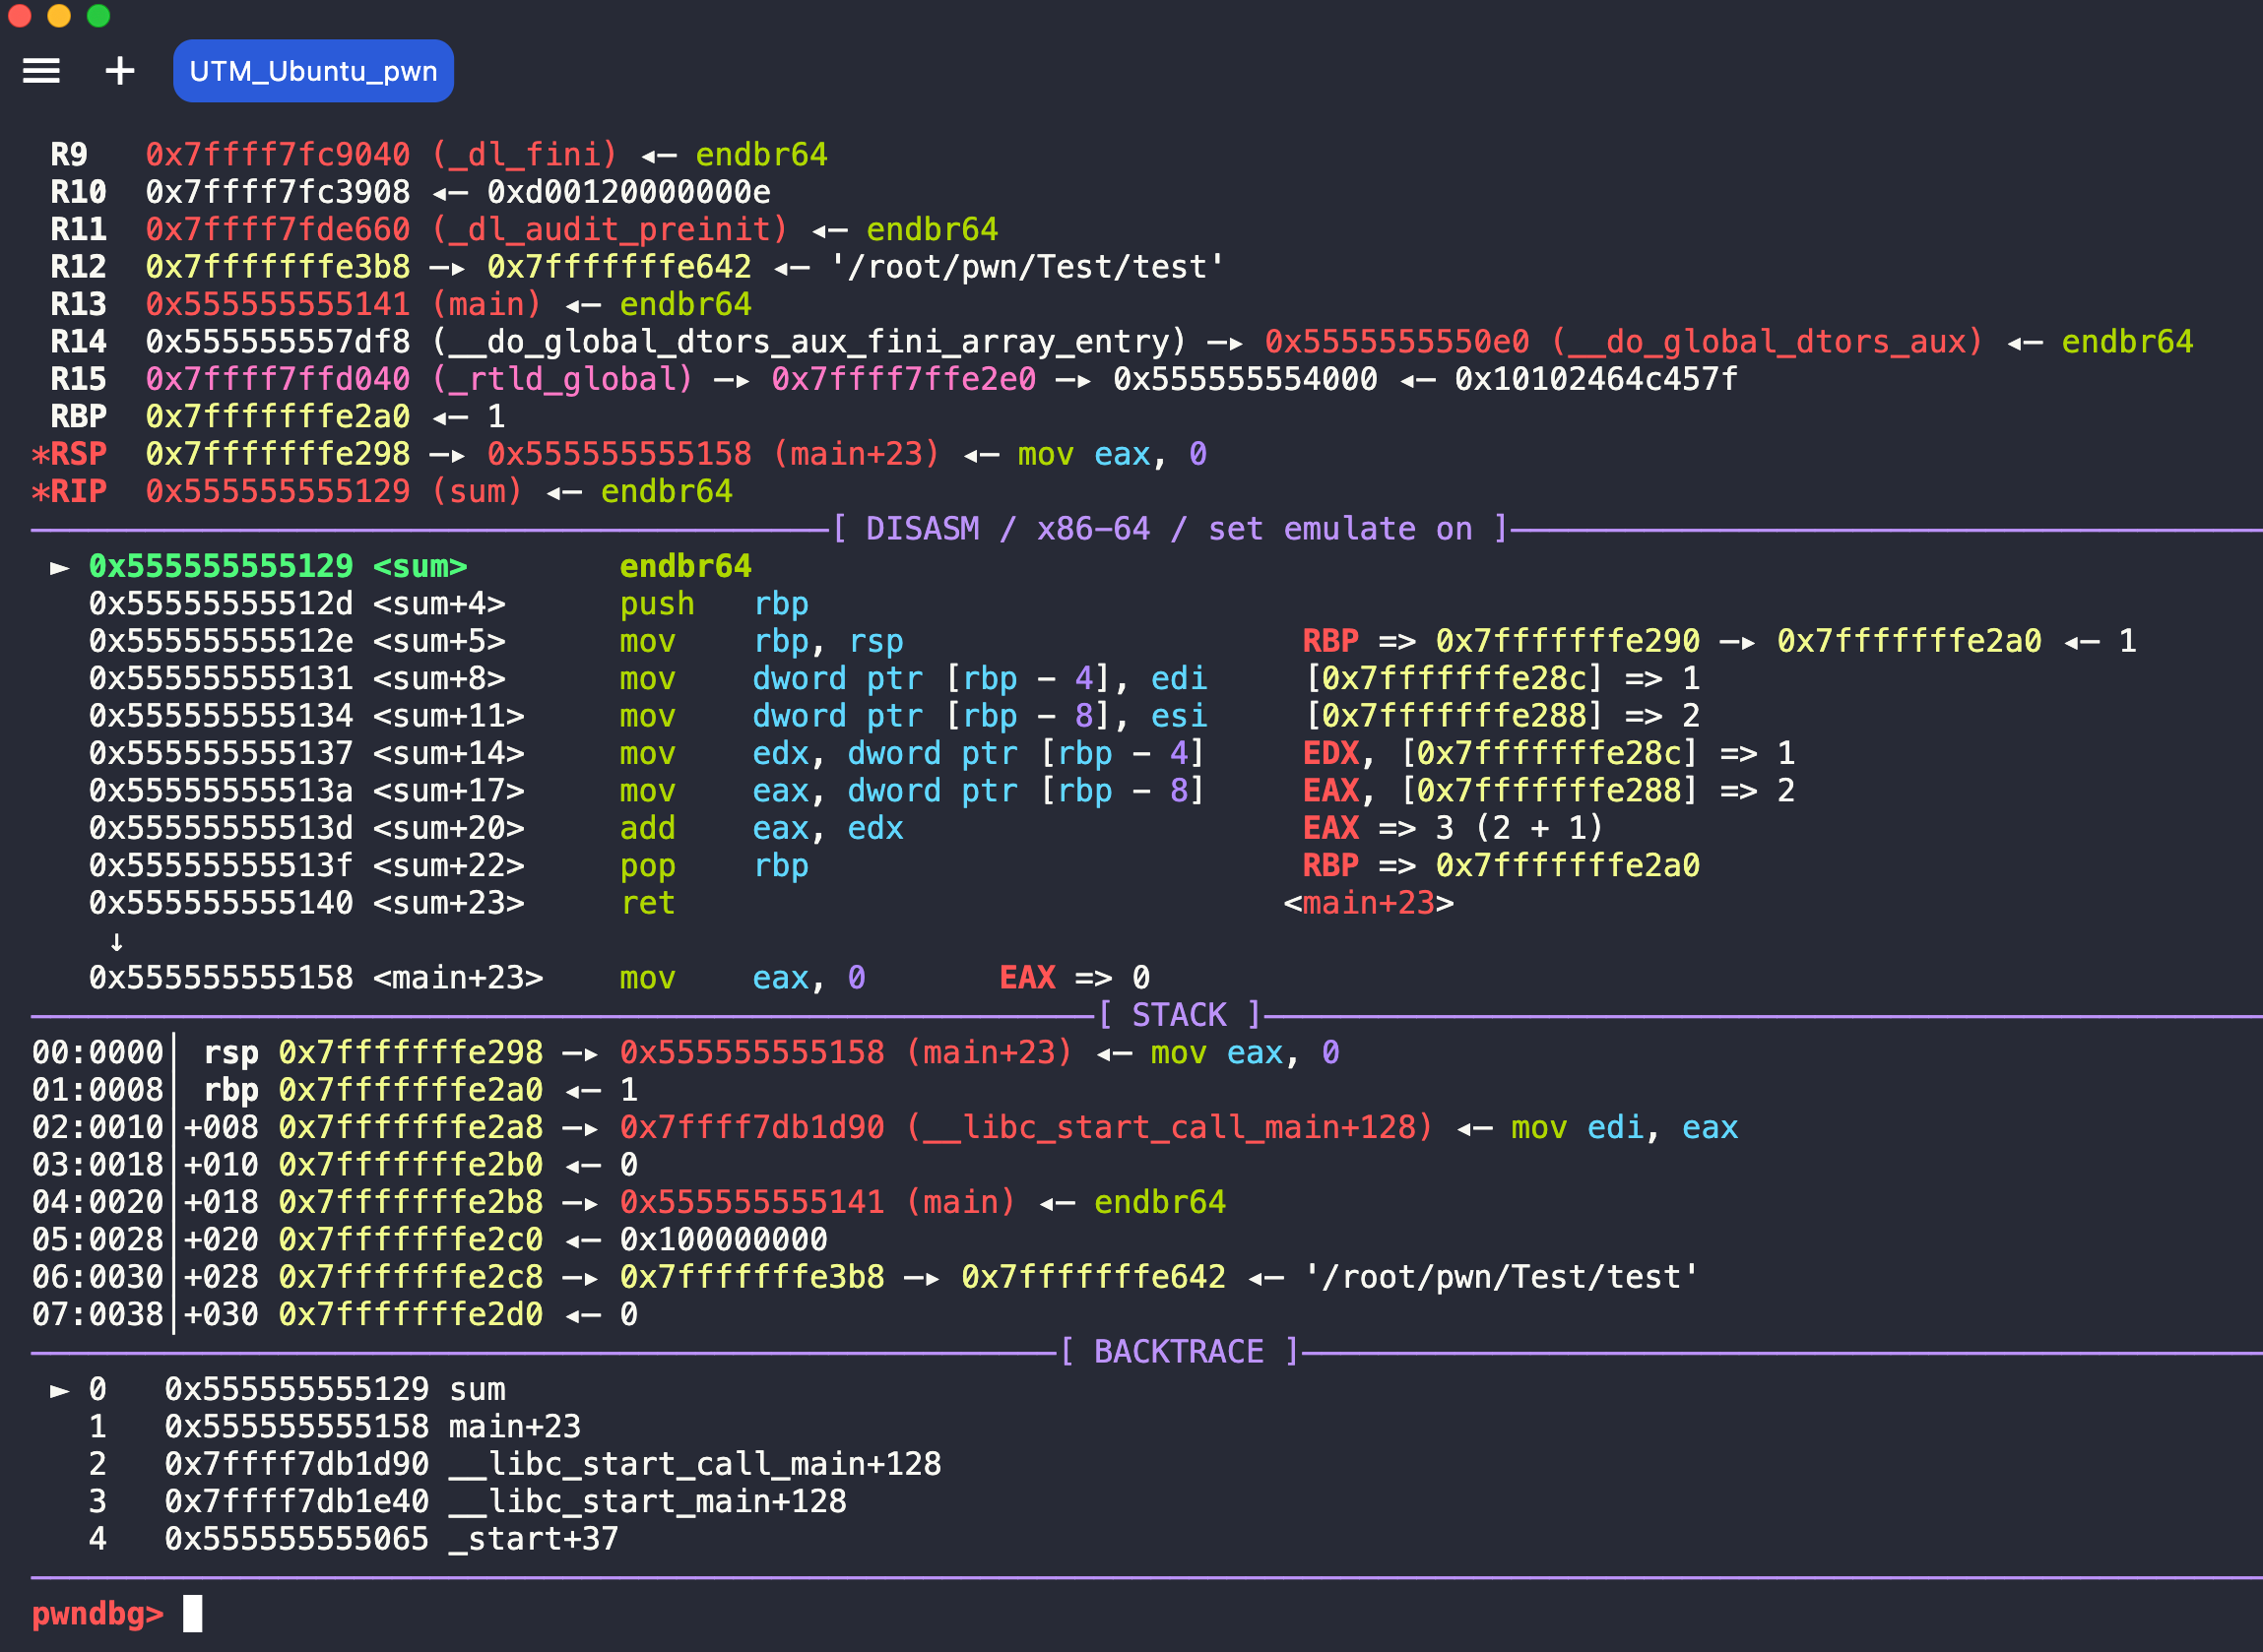 UTM_Ubuntu_pwn
R9   0x7ffff7fc9040 (_dl_fini) ◂— endbr64
R10  0x7ffff7fc3908 ◂— 0xd00120000000e
R11  0x7ffff7fde660 (_dl_audit_preinit) ◂— endbr64
R12  0x7fffffffe3b8 —▸ 0x7fffffffe642 ◂— '/root/pwn/Test/test'
R13  0x555555555141 (main) ◂— endbr64
R14  0x555555557df8 (__do_global_dtors_aux_fini_array_entry) —▸ 0x5555555550e0 (__do_global_dtors_aux) ◂— endbr64
R15  0x7ffff7ffd040 (_rtld_global) —▸ 0x7ffff7ffe2e0 —▸ 0x555555554000 ◂— 0x10102464c457f
RBP  0x7fffffffe2a0 ◂— 1
*RSP  0x7fffffffe298 —▸ 0x555555555158 (main+23) ◂— mov eax, 0
*RIP  0x555555555129 (sum) ◂— endbr64
[ DISASM / x86-64 / set emulate on ]
► 0x555555555129 <sum>        endbr64
0x55555555512d <sum+4>      push   rbp
0x55555555512e <sum+5>      mov    rbp, rsp                     RBP => 0x7fffffffe290 —▸ 0x7fffffffe2a0 ◂— 1
0x555555555131 <sum+8>      mov    dword ptr [rbp - 4], edi     [0x7fffffffe28c] => 1
0x555555555134 <sum+11>     mov    dword ptr [rbp - 8], esi     [0x7fffffffe288] => 2
0x555555555137 <sum+14>     mov    edx, dword ptr [rbp - 4]     EDX, [0x7fffffffe28c] => 1
0x55555555513a <sum+17>     mov    eax, dword ptr [rbp - 8]     EAX, [0x7fffffffe288] => 2
0x55555555513d <sum+20>     add    eax, edx                     EAX => 3 (2 + 1)
0x55555555513f <sum+22>     pop    rbp                          RBP => 0x7fffffffe2a0
0x555555555140 <sum+23>     ret                                <main+23>
↓
0x555555555158 <main+23>    mov    eax, 0       EAX => 0
[ STACK ]
00:0000│ rsp 0x7fffffffe298 —▸ 0x555555555158 (main+23) ◂— mov eax, 0
01:0008│ rbp 0x7fffffffe2a0 ◂— 1
02:0010│+008 0x7fffffffe2a8 —▸ 0x7ffff7db1d90 (__libc_start_call_main+128) ◂— mov edi, eax
03:0018│+010 0x7fffffffe2b0 ◂— 0
04:0020│+018 0x7fffffffe2b8 —▸ 0x555555555141 (main) ◂— endbr64
05:0028│+020 0x7fffffffe2c0 ◂— 0x100000000
06:0030│+028 0x7fffffffe2c8 —▸ 0x7fffffffe3b8 —▸ 0x7fffffffe642 ◂— '/root/pwn/Test/test'
07:0038│+030 0x7fffffffe2d0 ◂— 0
[ BACKTRACE ]
► 0   0x555555555129 sum
1   0x555555555158 main+23
2   0x7ffff7db1d90 __libc_start_call_main+128
3   0x7ffff7db1e40 __libc_start_main+128
4   0x555555555065 _start+37
pwndbg>